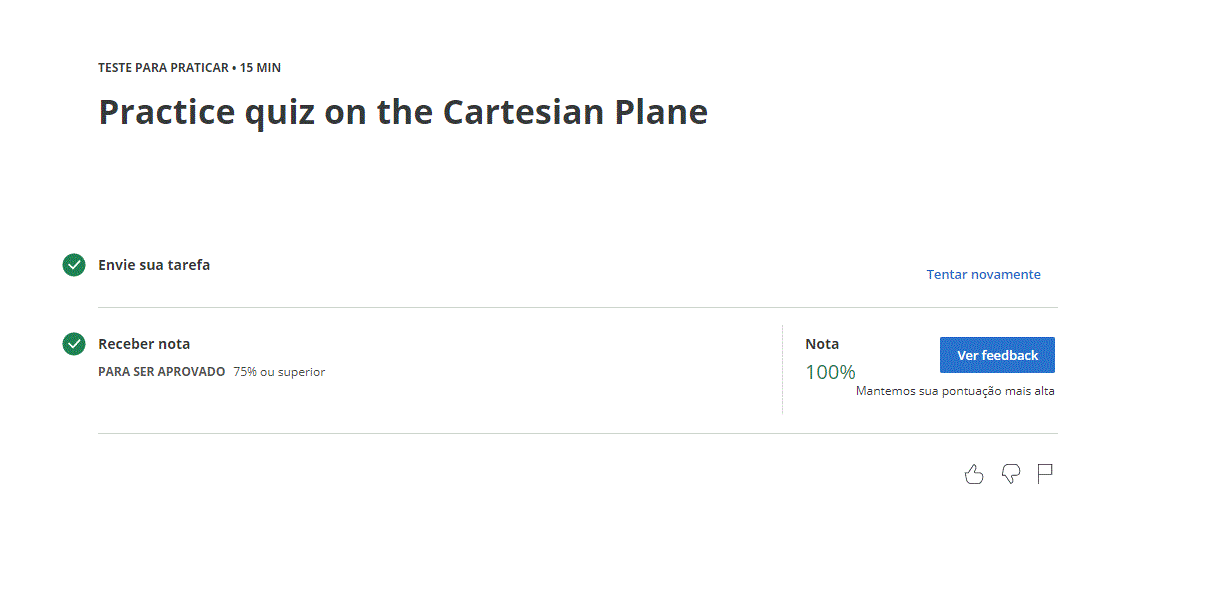 TESTE PARA PRATICAR • 15 MIN
Practice quiz on the Cartesian Plane
Envie sua tarefa
Tentar novamente
Receber nota
PARA SER APROVADO 75% ou superior
Nota
100%
Ver feedback
Mantemos sua pontuação mais alta